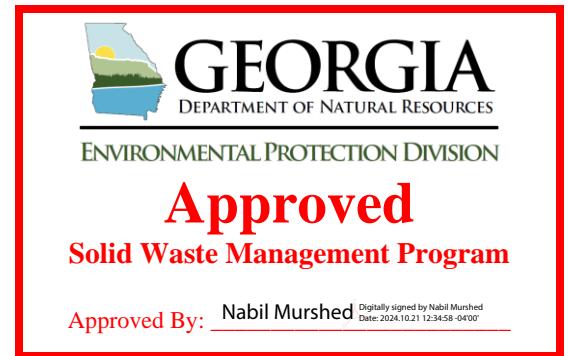 GEORGIA
DEPARTMENT OF NATURAL RESOURCES
ENVIRONMENTAL PROTECTION DIVISION
Approved
Solid Waste Management Program
Approved By: Nabil Murshed Digitally signed by Nabil Murshed
Date: 2024.10.21 12:34:58 -04'00'